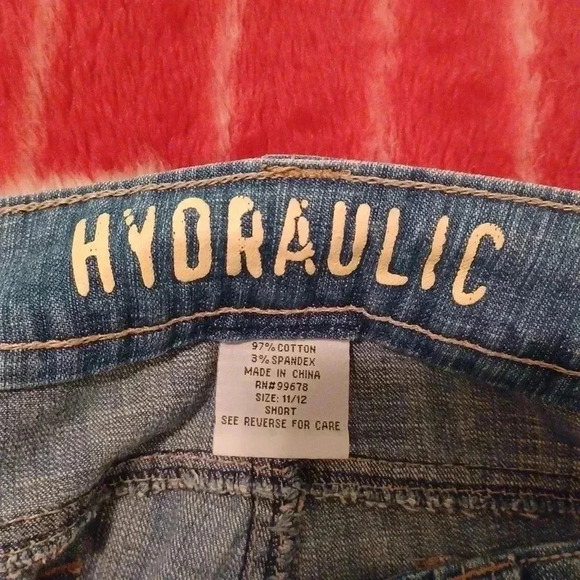 HYDRAULIC
97% COTTON
3% SPANDEX
MADE IN CHINA
RN#99678
SIZE: 11/12
SHORT
SEE REVERSE FOR CARE